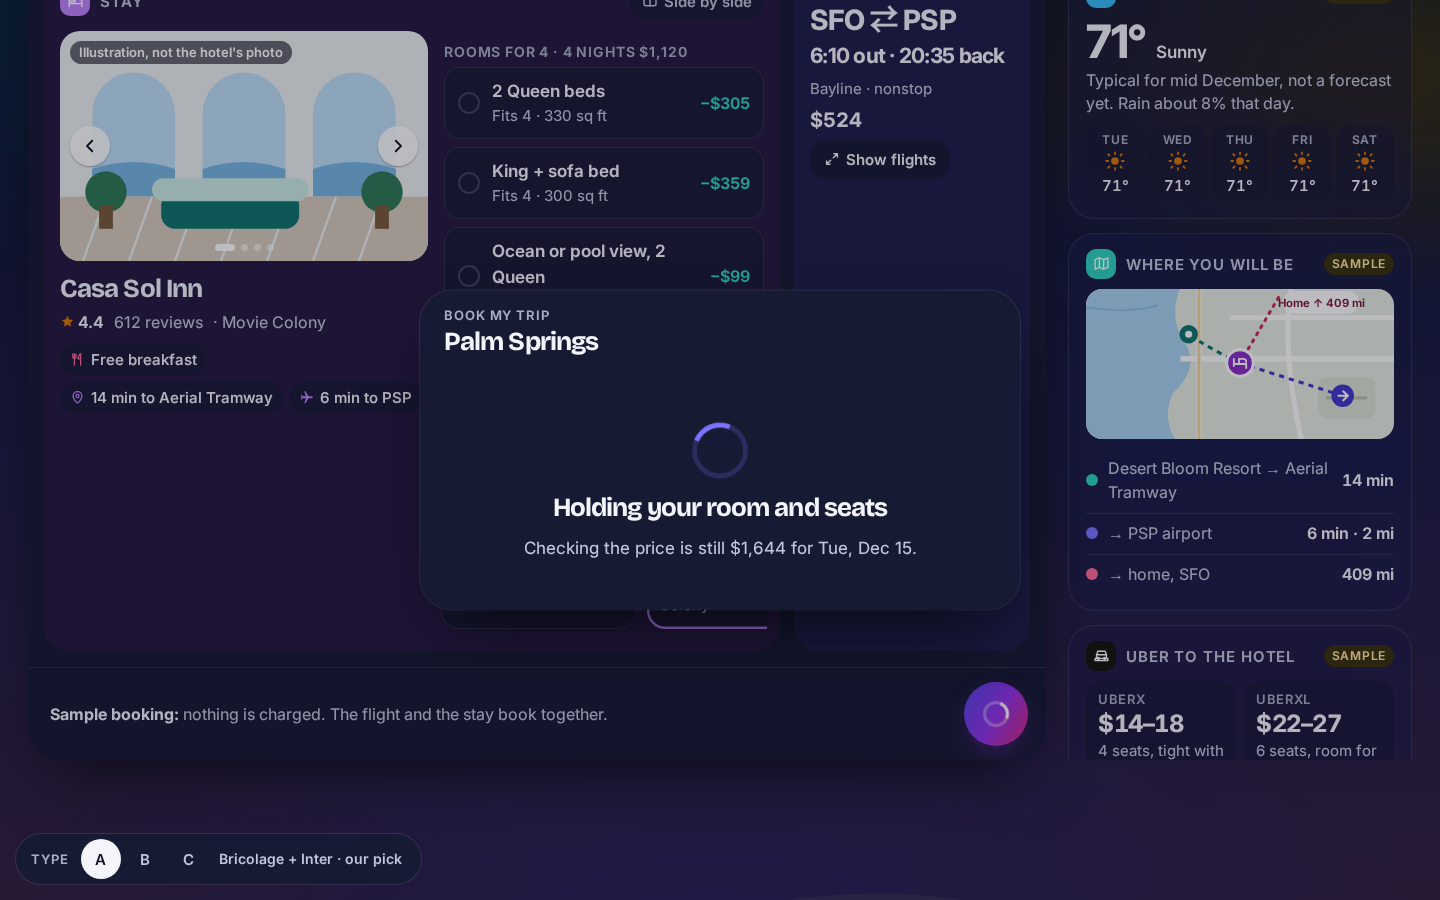 STAY
Side by side
Illustration, not the hotel's photo
Casa Sol Inn
4.4 612 reviews · Movie Colony
Free breakfast
14 min to Aerial Tramway
6 min to PSP
ROOMS FOR 4 · 4 NIGHTS $1,120
2 Queen beds
Fits 4 · 330 sq ft
−$305
King + sofa bed
Fits 4 · 300 sq ft
−$359
Ocean or pool view, 2
Queen
−$99
SFO ⇄ PSP
6:10 out · 20:35 back
Bayline · nonstop
$524
Show flights
BOOK MY TRIP
Palm Springs
Holding your room and seats
Checking the price is still $1,644 for Tue, Dec 15.
Sample booking: nothing is charged. The flight and the stay book together.
71° Sunny
Typical for mid December, not a forecast
yet. Rain about 8% that day.
TUE WED THU FRI SAT
71° 71° 71° 71° 71°
WHERE YOU WILL BE
SAMPLE
Home ↑ 409 mi
Desert Bloom Resort → Aerial
Tramway
14 min
→ PSP airport
6 min · 2 mi
→ home, SFO
409 mi
UBER TO THE HOTEL
SAMPLE
UBERX
$14–18
4 seats, tight with
UBERXL
$22–27
6 seats, room for
TYPE A B C Bricolage + Inter · our pick